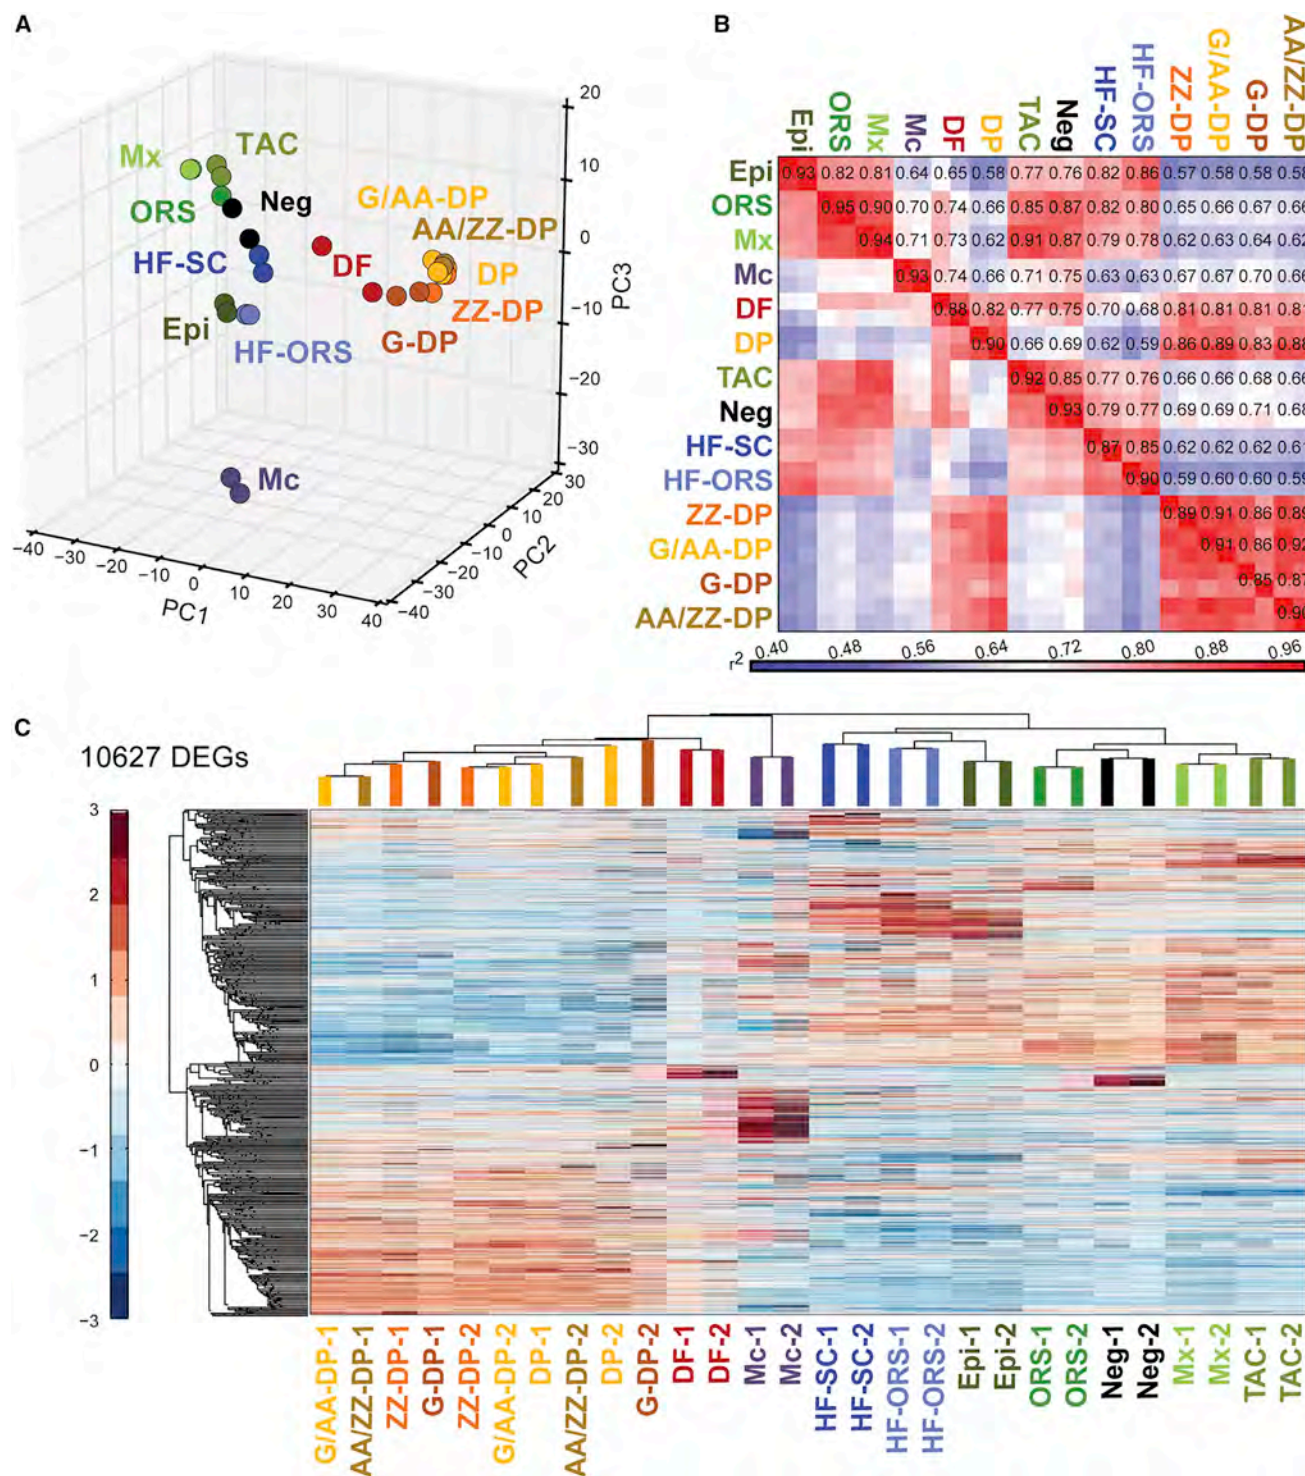 A
20
10
0
−10
−20
−30
PC3
30
20
10
0
−10
−20
−30
−40
PC2
−40
−30
−20
−10
0
10
20
30
40
PC1
Mx
TAC
ORS
Neg
HF-SC
Epi
HF-ORS
Mc
DF
G/AA-DP
AA/ZZ-DP
DP
ZZ-DP
G-DP
B
Epi
ORS
Mx
Mc
DF
DP
TAC
Neg
HF-SC
HF-ORS
ZZ-DP
G/AA-DP
G-DP
AA/ZZ-DP
Epi 0.93 0.82 0.81 0.64 0.65 0.58 0.77 0.76 0.82 0.86 0.57 0.58 0.58 0.58
ORS 0.95 0.90 0.70 0.74 0.66 0.85 0.87 0.82 0.80 0.65 0.66 0.67 0.66
Mx 0.94 0.71 0.73 0.62 0.91 0.87 0.79 0.78 0.62 0.63 0.64 0.62
Mc 0.93 0.74 0.66 0.71 0.75 0.63 0.63 0.67 0.67 0.70 0.66
DF 0.88 0.82 0.77 0.75 0.70 0.68 0.81 0.81 0.81 0.81
DP 0.90 0.66 0.69 0.62 0.59 0.86 0.89 0.83 0.88
TAC 0.92 0.85 0.77 0.76 0.66 0.66 0.68 0.66
Neg 0.93 0.79 0.77 0.69 0.69 0.71 0.68
HF-SC 0.87 0.85 0.62 0.62 0.62 0.61
HF-ORS 0.90 0.59 0.60 0.60 0.59
ZZ-DP 0.89 0.91 0.86 0.89
G/AA-DP 0.91 0.86 0.92
G-DP 0.85 0.87
AA/ZZ-DP 0.90
r2 0.40 0.48 0.56 0.64 0.72 0.80 0.88 0.96
C
10627 DEGs
3
2
1
0
−1
−2
−3
G/AA-DP-1
AA/ZZ-DP-1
ZZ-DP-1
G-DP-1
ZZ-DP-2
G/AA-DP-2
DP-1
AA/ZZ-DP-2
DP-2
G-DP-2
DF-1
DF-2
Mc-1
Mc-2
HF-SC-1
HF-SC-2
HF-ORS-1
HF-ORS-2
Epi-1
Epi-2
ORS-1
ORS-2
Neg-1
Neg-2
Mx-1
Mx-2
TAC-1
TAC-2